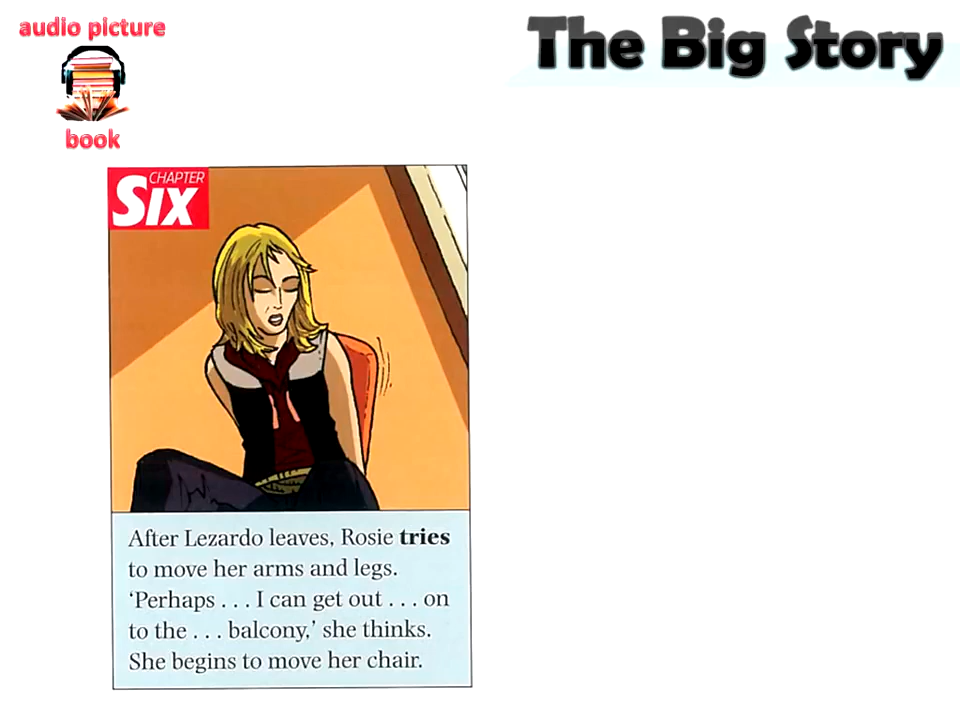 audio picture
book
The Big Story
CHAPTER
SIX
After Lezardo leaves, Rosie tries
to move her arms and legs.
‘Perhaps . . . I can get out . . . on
to the . . . balcony,’ she thinks.
She begins to move her chair.